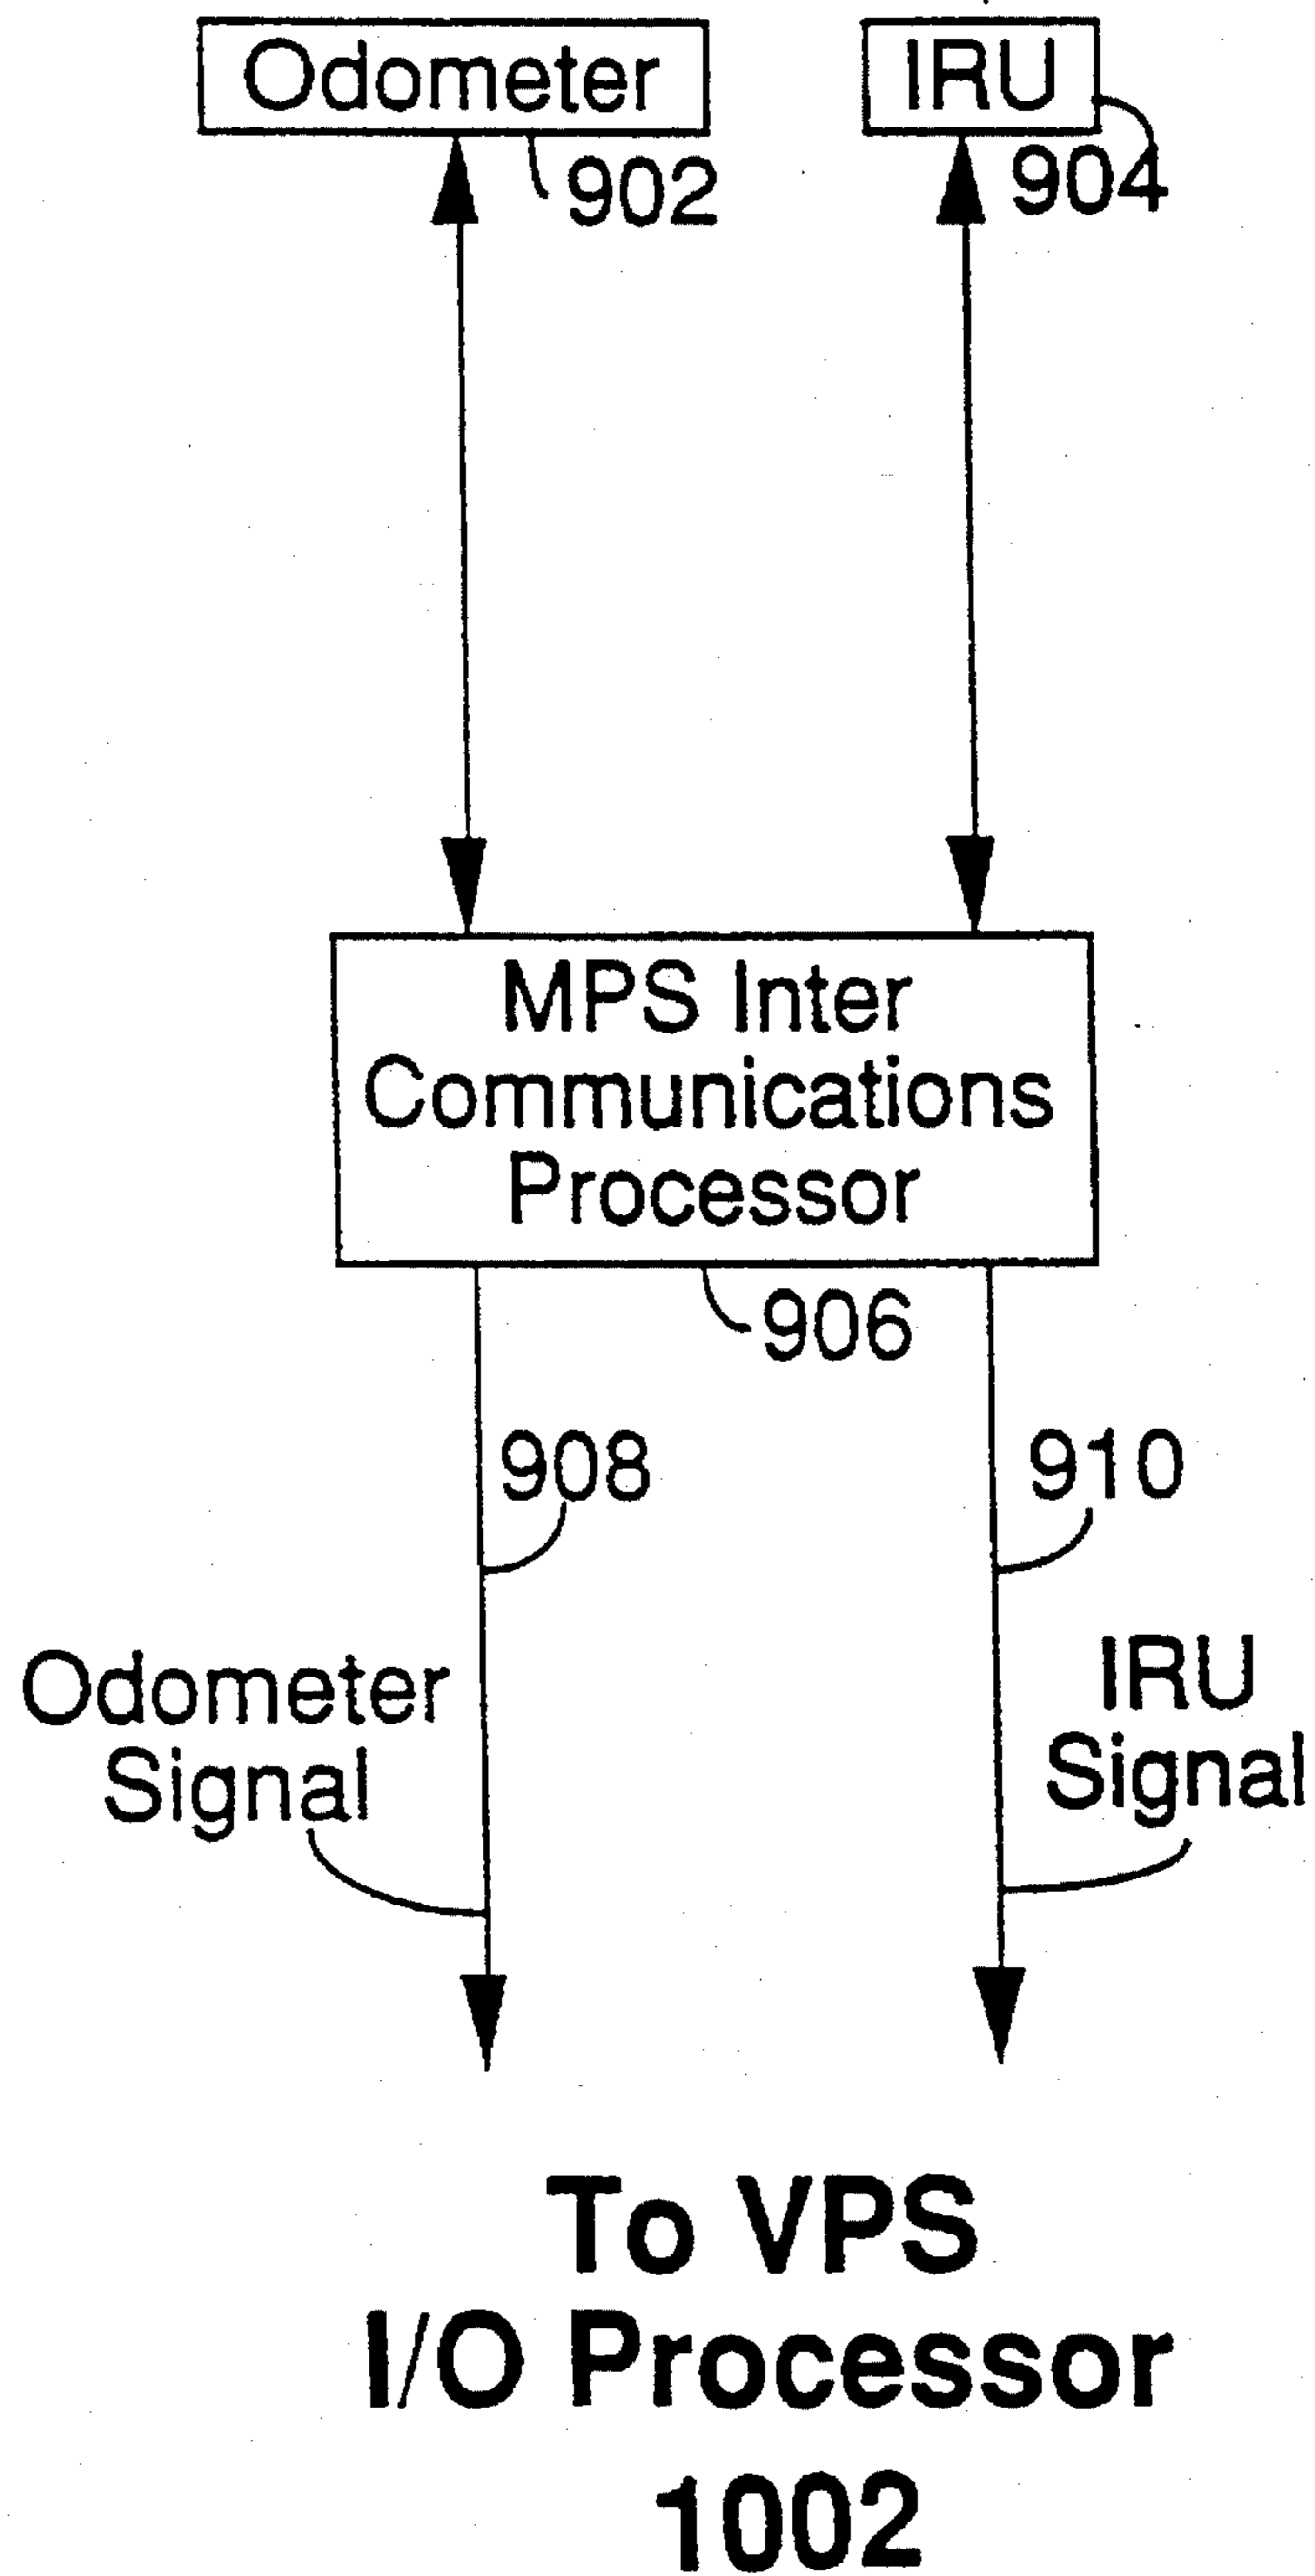 Odometer
IRU
902
904
MPS Inter
Communications
Processor
906
908
910
Odometer
Signal
IRU
Signal
To VPS
I/O Processor
1002